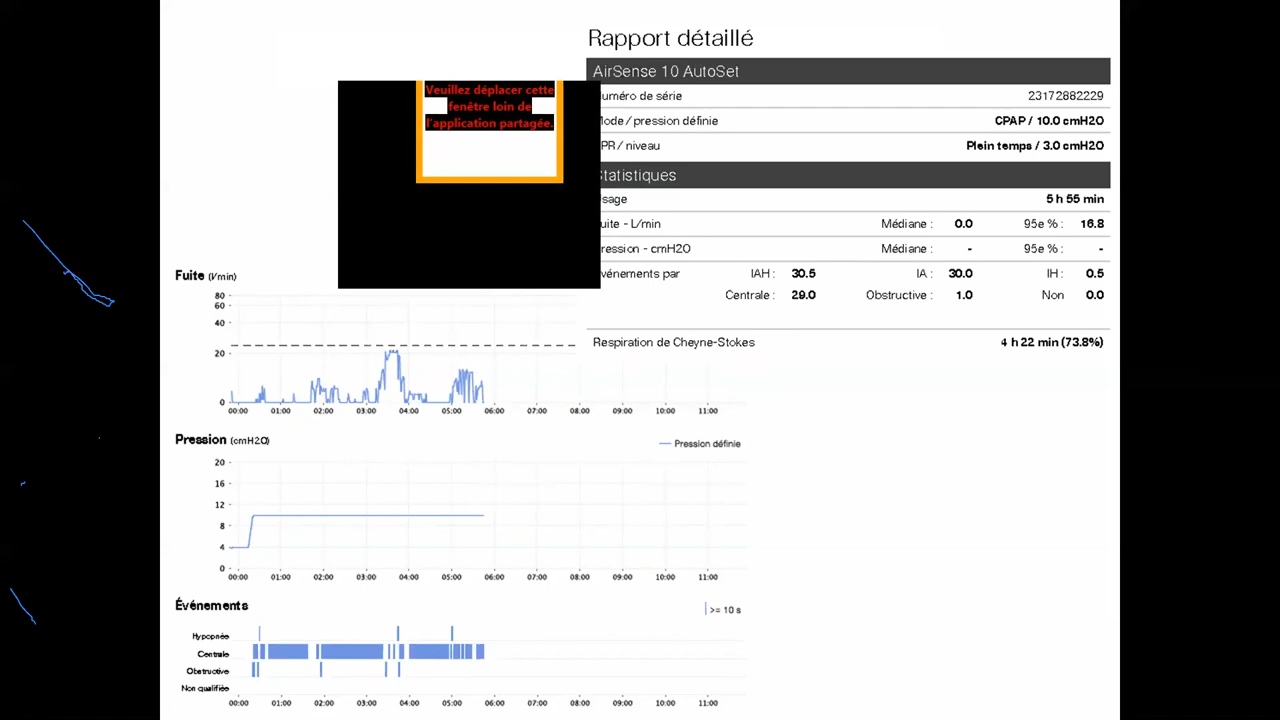 Rapport détaillé
AirSense 10 AutoSet
uméro de série 23172882229
ode / pression définie CPAP / 10.0 cmH2O
PR / niveau Plein temps / 3.0 cmH2O
Veuillez déplacer cette
fenêtre loin de
l'application partagée.
Statistiques
sage 5 h 55 min
uite - L/min Médiane : 0.0 95e % : 16.8
ression - cmH2O Médiane : - 95e % : -
vénements par IAH : 30.5 IA : 30.0 IH : 0.5
Centrale : 29.0 Obstructive : 1.0 Non 0.0
Respiration de Cheyne-Stokes 4 h 22 min (73.8%)
Fuite (l/min)
80
60
40
20
0
00:00 01:00 02:00 03:00 04:00 05:00 06:00 07:00 08:00 09:00 10:00 11:00
Pression (cmH2O)
Pression définie
20
16
12
8
4
0
00:00 01:00 02:00 03:00 04:00 05:00 06:00 07:00 08:00 09:00 10:00 11:00
Événements
>= 10 s
Hypopnée
Centrale
Obstructive
Non qualifiée
00:00 01:00 02:00 03:00 04:00 05:00 06:00 07:00 08:00 09:00 10:00 11:00